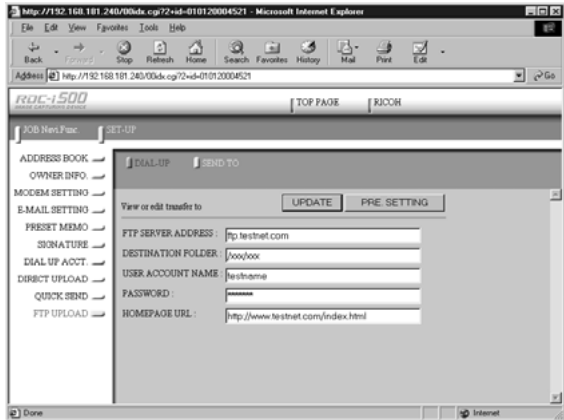 http://192.168.181.240/00idx.cgi?2+id=010120004521 - Microsoft Internet Explorer
File Edit View Favorites Tools Help
Back Forward Stop Refresh Home Search Favorites History Mail Print Edit
Address http://192.168.181.240/00idx.cgi?2+id=010120004521 Go
RDC-i500
IMAGE CAPTURING DEVICE
TOP PAGE RICOH
JOB Navi.Func. SET-UP
ADDRESS BOOK
OWNER INFO.
MODEM SETTING
E-MAIL SETTING
PRESET MEMO
SIGNATURE
DIAL UP ACCT.
DIRECT UPLOAD
QUICK SEND
FTP UPLOAD
DIAL-UP SEND TO
View or edit transfer to UPDATE PRE. SETTING
FTP SERVER ADDRESS : ftp.testnet.com
DESTINATION FOLDER : /xxx/xxx
USER ACCOUNT NAME : testname
PASSWORD : *******
HOMEPAGE URL : http://www.testnet.com/index.html
Done Internet